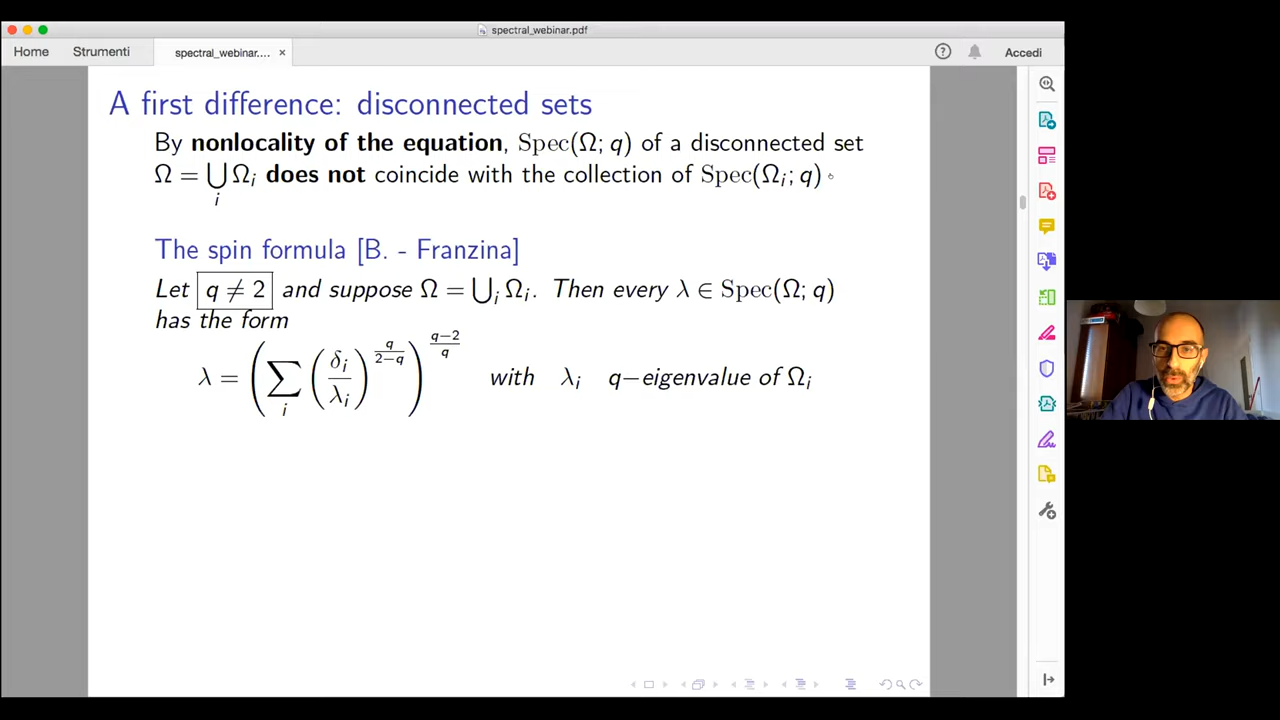 spectral_webinar.pdf
Home Strumenti spectral_webinar.... × Accedi
A first difference: disconnected sets
By nonlocality of the equation, Spec(Ω; q) of a disconnected set
Ω = ⋃_i Ω_i does not coincide with the collection of Spec(Ω_i; q)
The spin formula [B. - Franzina]
Let q ≠ 2 and suppose Ω = ⋃_i Ω_i. Then every λ ∈ Spec(Ω; q)
has the form
λ = ( ∑_i ( δ_i / λ_i )^{q/(2−q)} )^{(q−2)/q} with λ_i q−eigenvalue of Ω_i